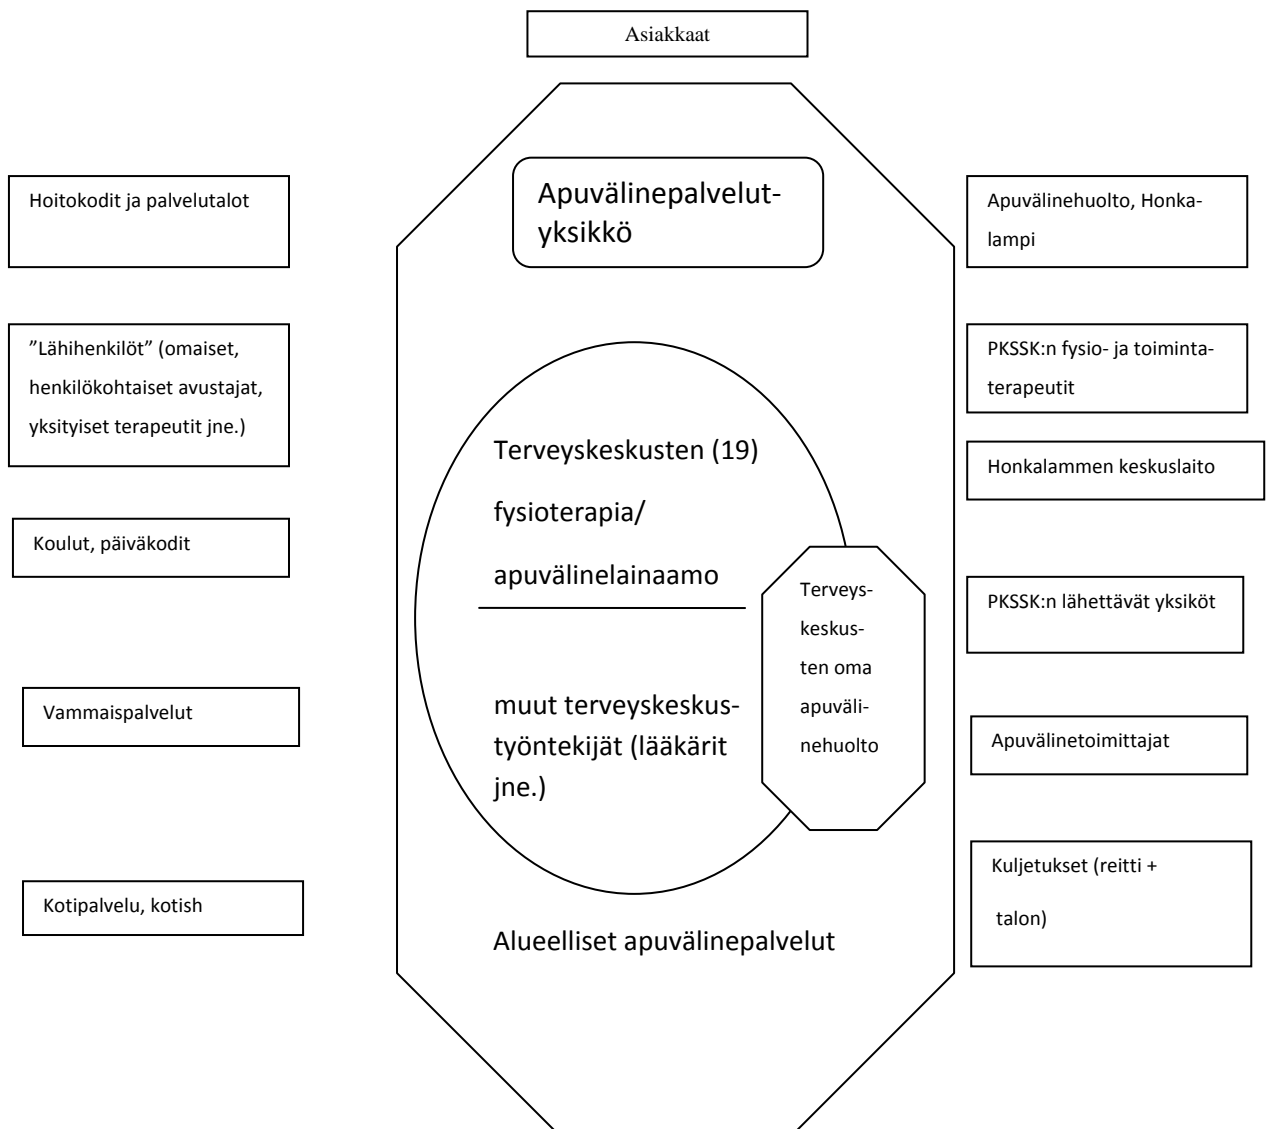 Asiakkaat
Apuvälinepalvelut-
yksikkö
Hoitokodit ja palvelutalot
”Lähihenkilöt” (omaiset,
henkilökohtaiset avustajat,
yksityiset terapeutit jne.)
Koulut, päiväkodit
Vammaispalvelut
Kotipalvelu, kotish
Terveyskeskusten (19)
fysioterapia/
apuvälinelainaamo
muut terveyskeskus-
työntekijät (lääkärit
jne.)
Terveys-
keskus-
ten oma
apuväli-
nehuolto
Alueelliset apuvälinepalvelut
Apuvälinehuolto, Honka-
lampi
PKSSK:n fysio- ja toiminta-
terapeutit
Honkalammen keskuslaito
PKSSK:n lähettävät yksiköt
Apuvälinetoimittajat
Kuljetukset (reitti +
talon)